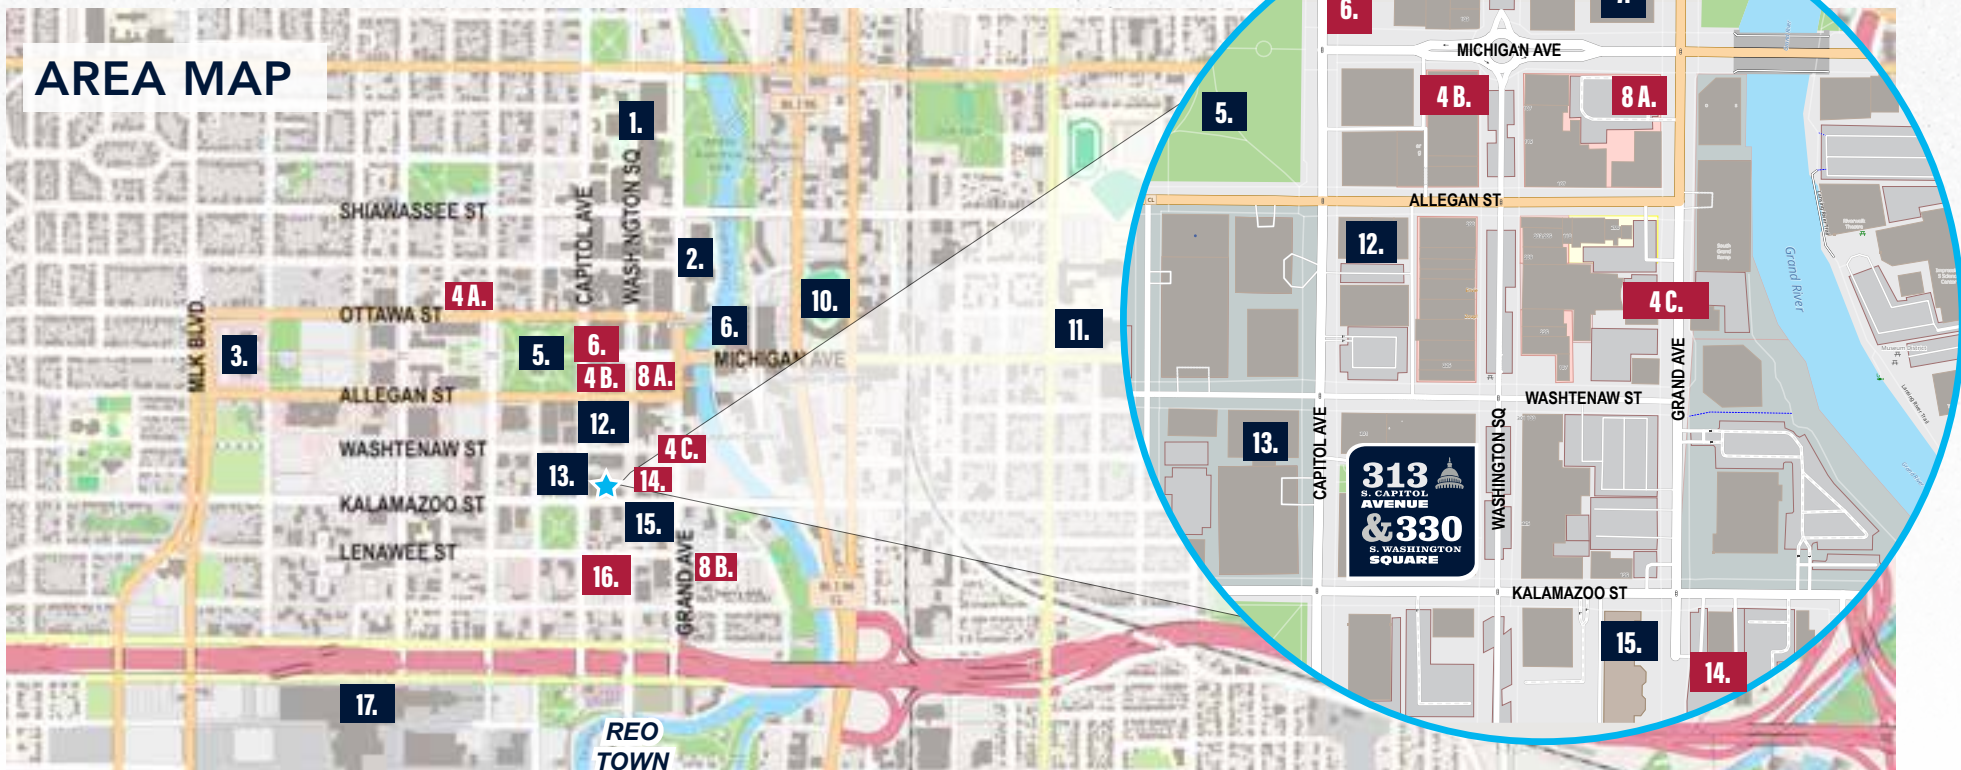 AREA MAP
1.
SHIAWASSEE ST
CAPITOL AVE
WASHINGTON SQ
2.
4 A.
OTTAWA ST
MLK BLVD.
3.
5.
6.
6.
10.
11.
MICHIGAN AVE
4 B.
8 A.
ALLEGAN ST
12.
WASHTENAW ST
4 C.
13.
14.
KALAMAZOO ST
15.
LENAWEE ST
GRAND AVE
16.
8 B.
17.
REO
TOWN
6.
MICHIGAN AVE
5.
4 B.
8 A.
ALLEGAN ST
12.
4 C.
Grand River
WASHTENAW ST
GRAND AVE
CAPITOL AVE
WASHINGTON SQ
13.
313
S. CAPITOL
AVENUE
&330
S. WASHINGTON
SQUARE
KALAMAZOO ST
15.
14.